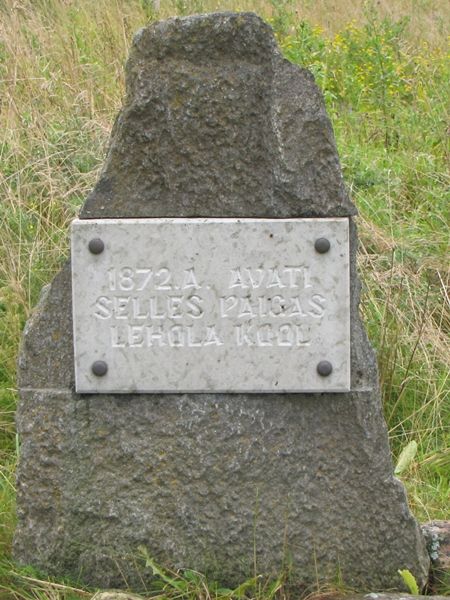 1872.A. AVATI
SELLES PAIGAS
LEHOLA KOOL